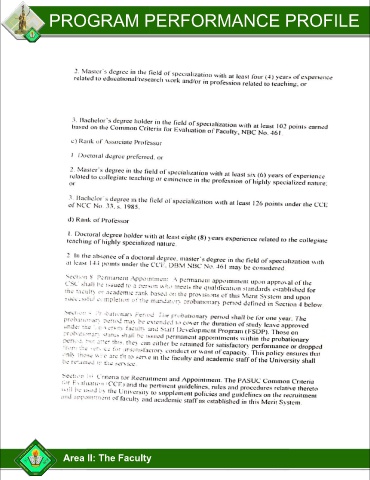 PROGRAM PERFORMANCE PROFILE
2. Master's degree in the field of specialization with at least four (4) years of experience
related to educational/research work and/or in profession related to teaching, or
3. Bachelor's degree holder in the field of specialization with at least 102 points earned
based on the Common Criteria for Evaluation of Faculty, NBC No. 461.
c) Rank of Associate Professor
1. Doctoral degree preferred, or
2. Master's degree in the field of specialization with at least six (6) years of experience
related to collegiate teaching or eminence in the profession of highly specialized nature;
or
3. Bachelor's degree in the field of specialization with at least 126 points under the CCE
of NCC No. 33, s. 1985.
d) Rank of Professor
1. Doctoral degree holder with at least eight (8) years experience related to the collegiate
teaching of highly specialized nature.
2. In the absence of a doctoral degree, master's degree in the field of specialization with
at least 143 points under the CCE, DBM NBC No. 461 may be considered.
Section 8. Permanent Appointment. A permanent appointment upon approval of the
CSU shall be issued to a person who meets the qualification standards established for
the faculty or academic rank based on the provisions of this Merit System and upon
successful completion of the mandatory probationary period defined in Section 4 below.
Section 9. Probationary Period. The probationary period shall be for one year. The
probationary period may be extended to cover the duration of study leave approved
under the University Faculty and Staff Development Program (FSDP). Those on
probationary status shall be issued permanent appointments within the probationary
period, but after this, they can either be retained for satisfactory performance or dropped
from the service for unsatisfactory conduct or want of capacity. This policy ensures that
only those who are fit to serve in the faculty and academic staff of the University shall
be retained in the service.
Section 10. Criteria for Recruitment and Appointment. The PASUC Common Criteria
for Evaluation (CCE) and the pertinent guidelines, rules and procedures relative thereto
will be used by the University to supplement policies and guidelines on the recruitment
and appointment of faculty and academic staff as established in this Merit System.
Area II: The Faculty